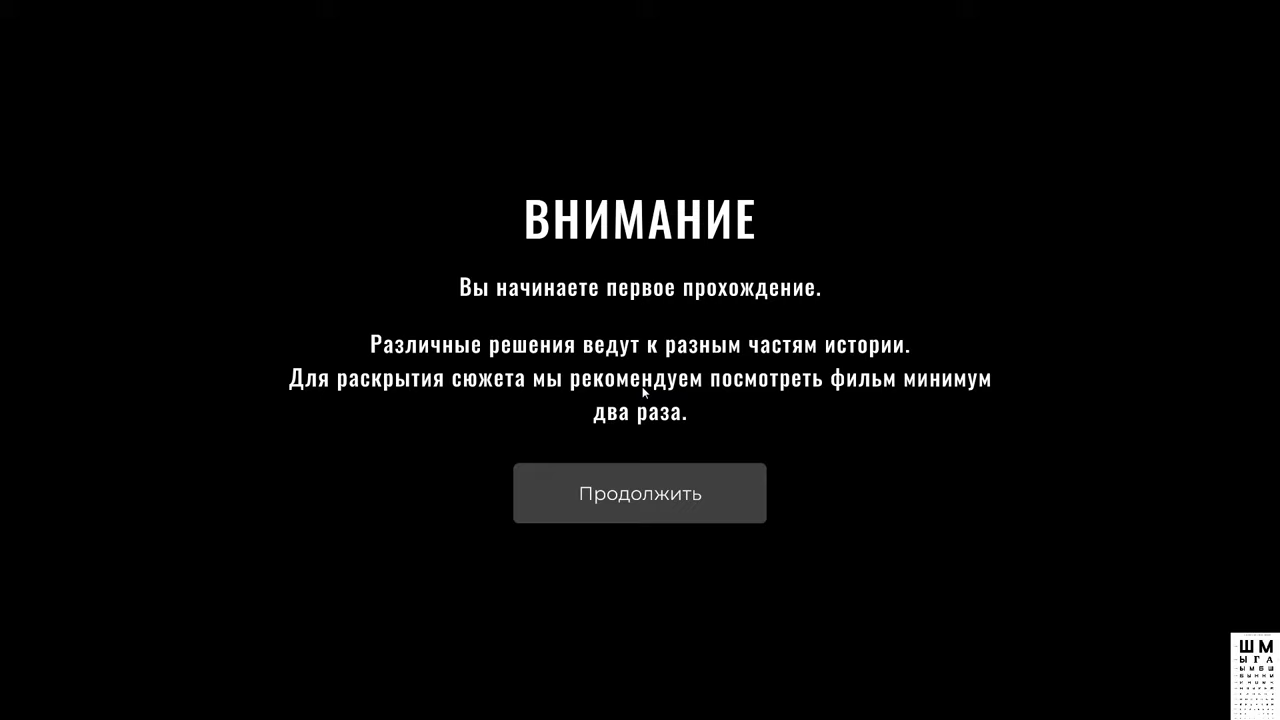 ВНИМАНИЕ
Вы начинаете первое прохождение.
Различные решения ведут к разным частям истории.
Для раскрытия сюжета мы рекомендуем посмотреть фильм минимум
два раза.
Продолжить
Ш М
Ы Г А
Ы М Б Ш
Б Ы Н К И